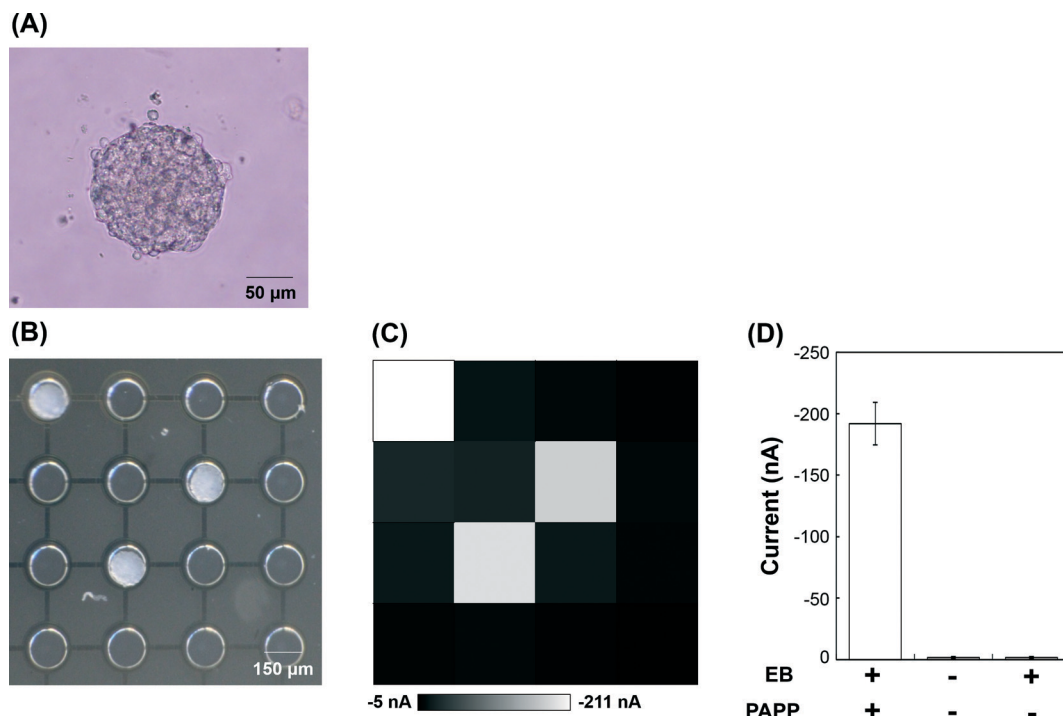 (A)
50 μm
(B)
150 μm
(C)
-5 nA
-211 nA
(D)
Current (nA)
-250
-200
-150
-100
-50
0
EB + - +
PAPP + - -